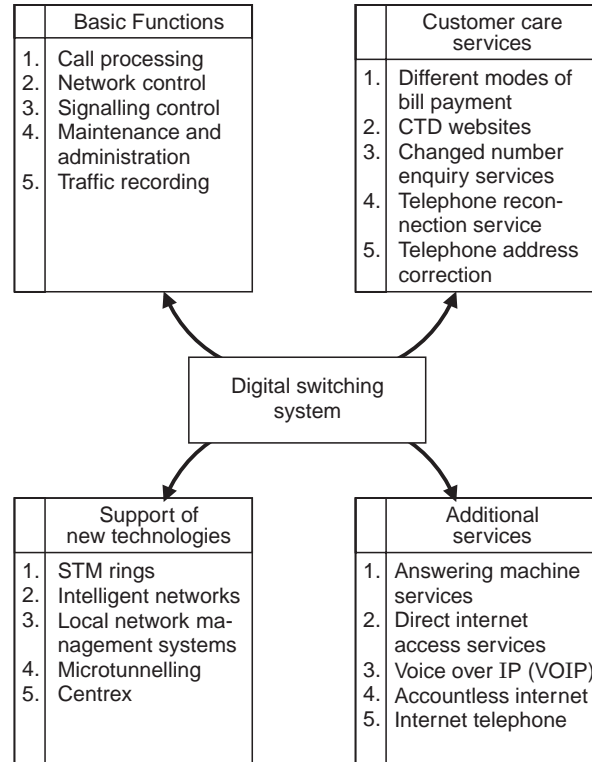 Basic Functions
1. Call processing
2. Network control
3. Signalling control
4. Maintenance and
administration
5. Traffic recording
Customer care
services
1. Different modes of
bill payment
2. CTD websites
3. Changed number
enquiry services
4. Telephone recon-
nection service
5. Telephone address
correction
Digital switching
system
Support of
new technologies
1. STM rings
2. Intelligent networks
3. Local network ma-
nagement systems
4. Microtunnelling
5. Centrex
Additional
services
1. Answering machine
services
2. Direct internet
access services
3. Voice over IP (VOIP)
4. Accountless internet
5. Internet telephone